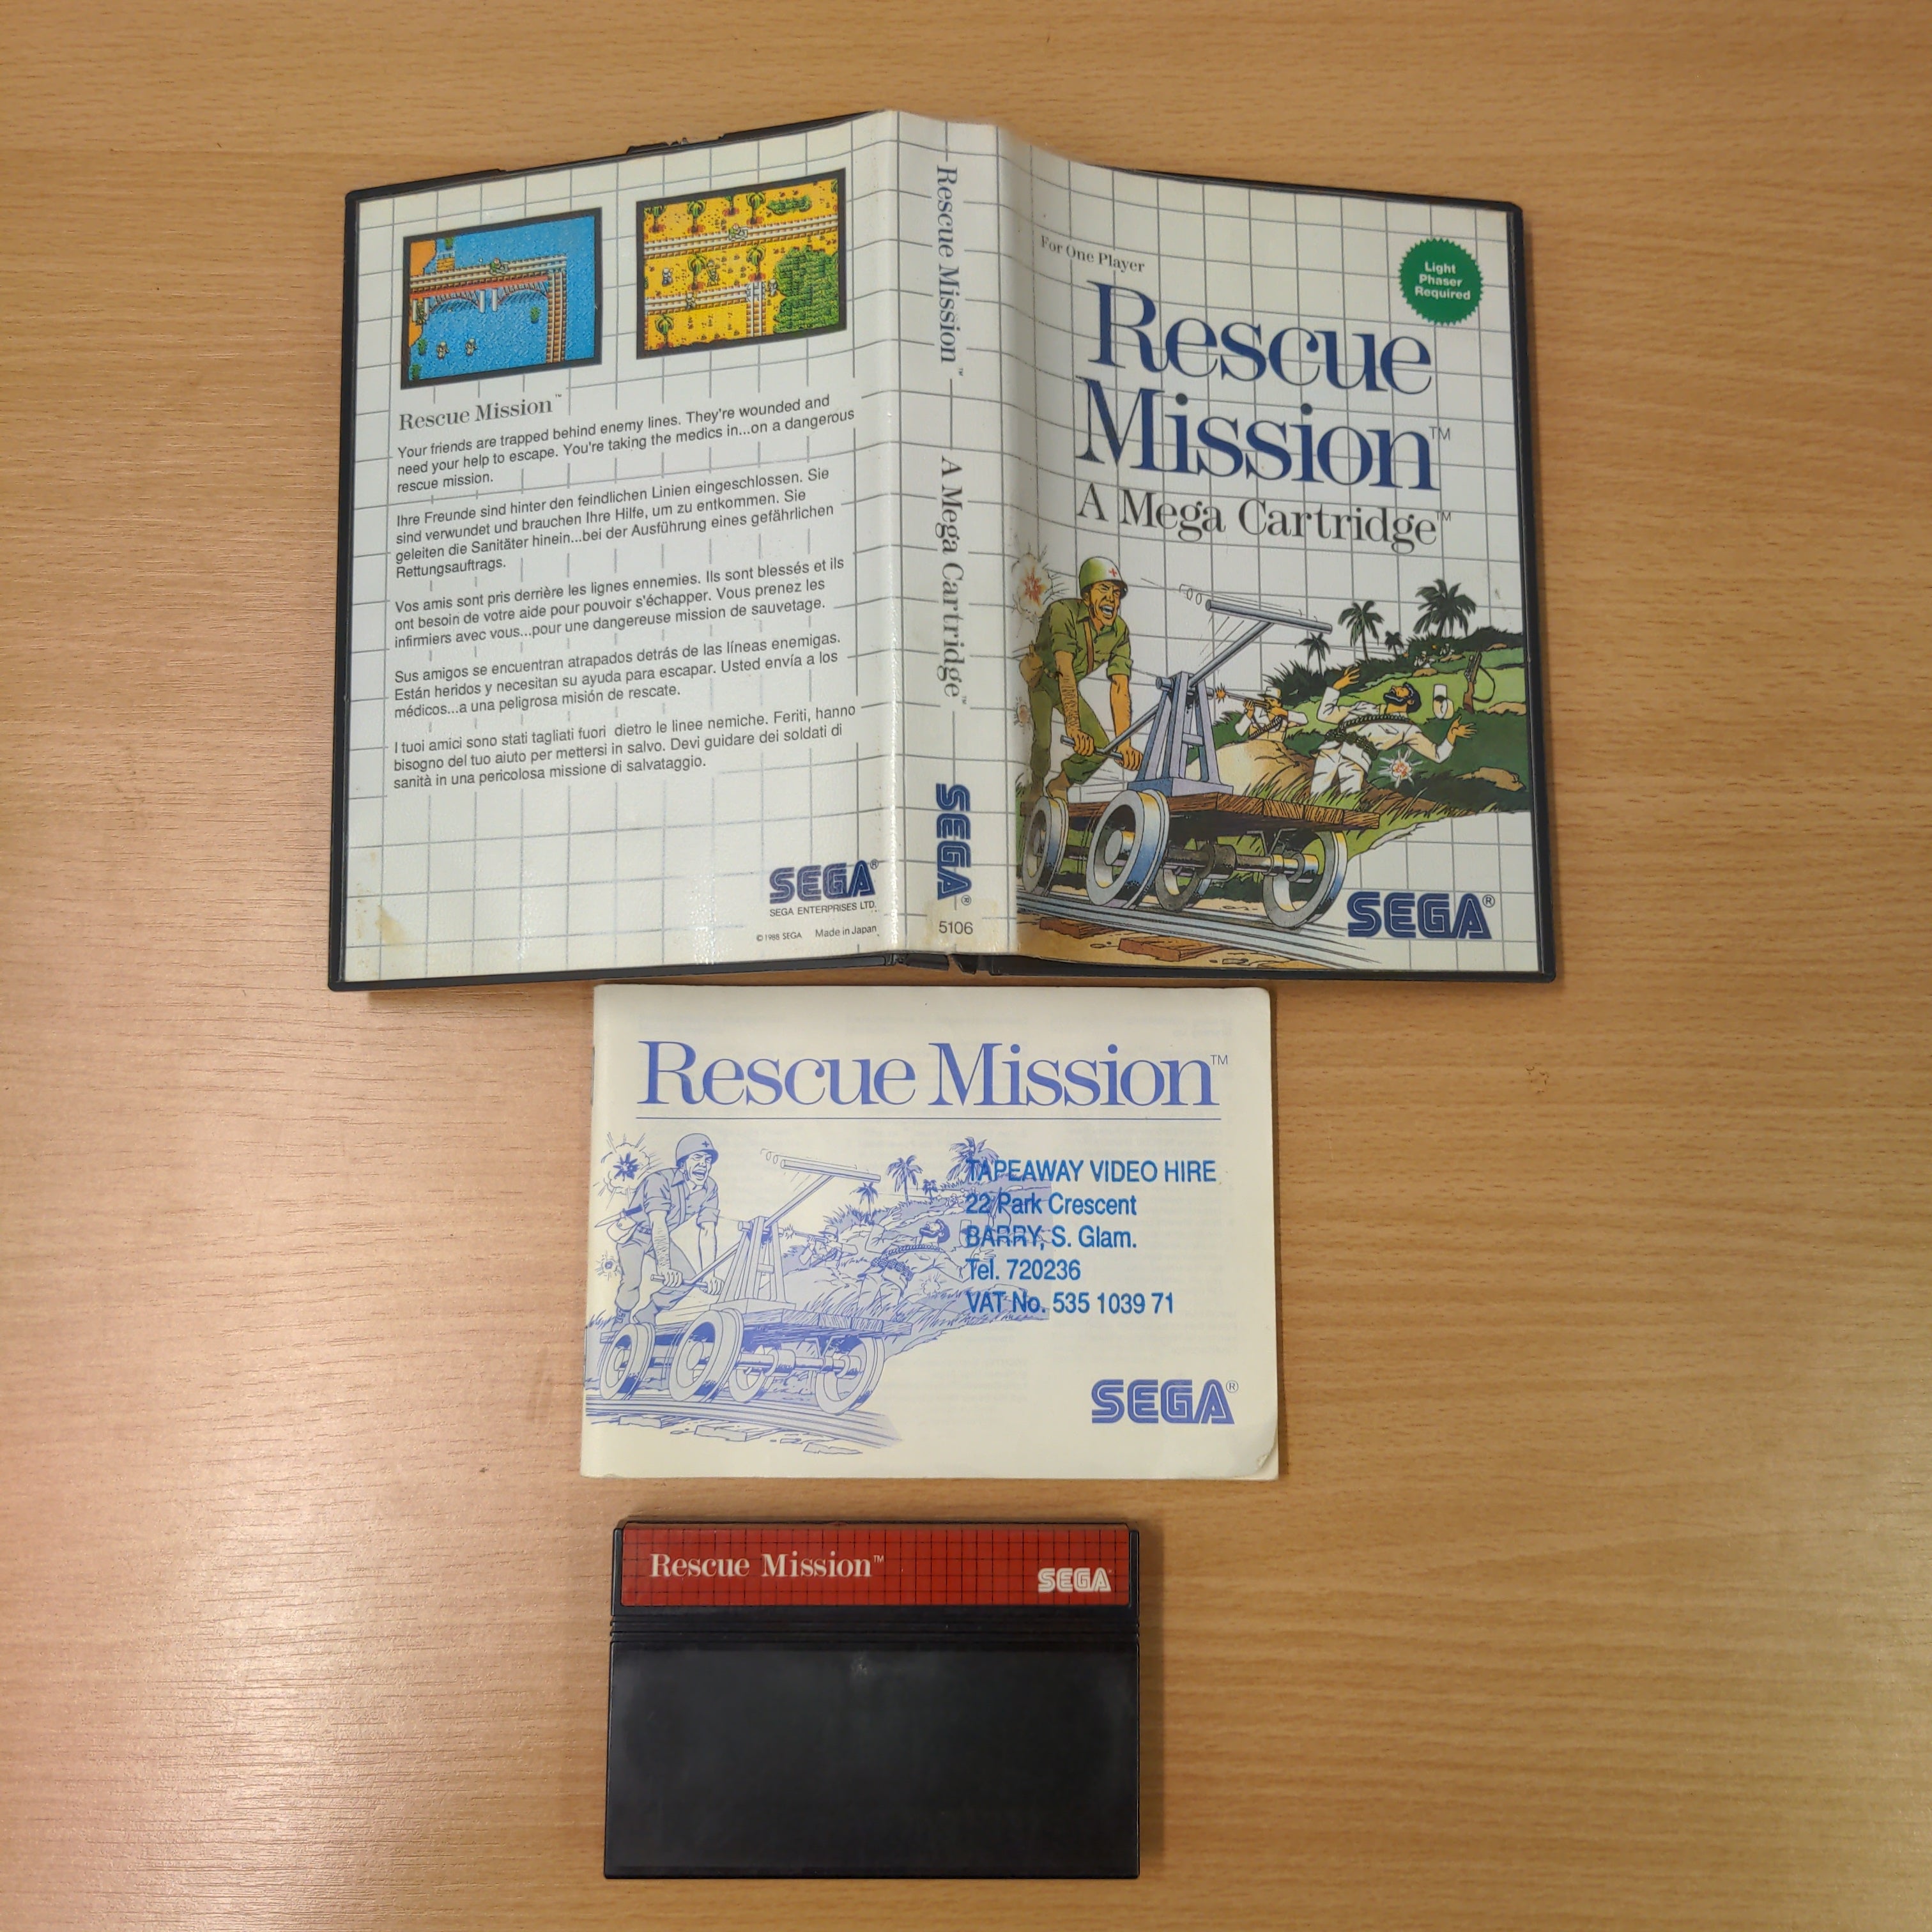 Rescue Mission™
Your friends are trapped behind enemy lines. They're wounded and
need your help to escape. You're taking the medics in...on a dangerous
rescue mission.
Ihre Freunde sind hinter den feindlichen Linien eingeschlossen. Sie
sind verwundet und brauchen Ihre Hilfe, um zu entkommen. Sie
geleiten die Sanitäter hinein...bei der Ausführung eines gefährlichen
Rettungsauftrags.
Vos amis sont pris derrière les lignes ennemies. Ils sont blessés et ils
ont besoin de votre aide pour pouvoir s'échapper. Vous prenez les
infirmiers avec vous...pour une dangereuse mission de sauvetage.
Sus amigos se encuentran atrapados detrás de las líneas enemigas.
Están heridos y necesitan su ayuda para escapar. Usted envía a los
médicos...a una peligrosa misión de rescate.
I tuoi amici sono stati tagliati fuori dietro le linee nemiche. Feriti, hanno
bisogno del tuo aiuto per mettersi in salvo. Devi guidare dei soldati di
sanità in una pericolosa missione di salvataggio.
SEGA®
SEGA ENTERPRISES LTD.
©1988 SEGA Made in Japan
Rescue Mission™
A Mega Cartridge™
SEGA®
5106
For One Player
Light
Phaser
Required
Rescue
Mission™
A Mega Cartridge™
SEGA®
Rescue Mission™
TAPEAWAY VIDEO HIRE
22 Park Crescent
BARRY, S. Glam.
Tel. 720236
VAT No. 535 1039 71
SEGA®
Rescue Mission™
SEGA®